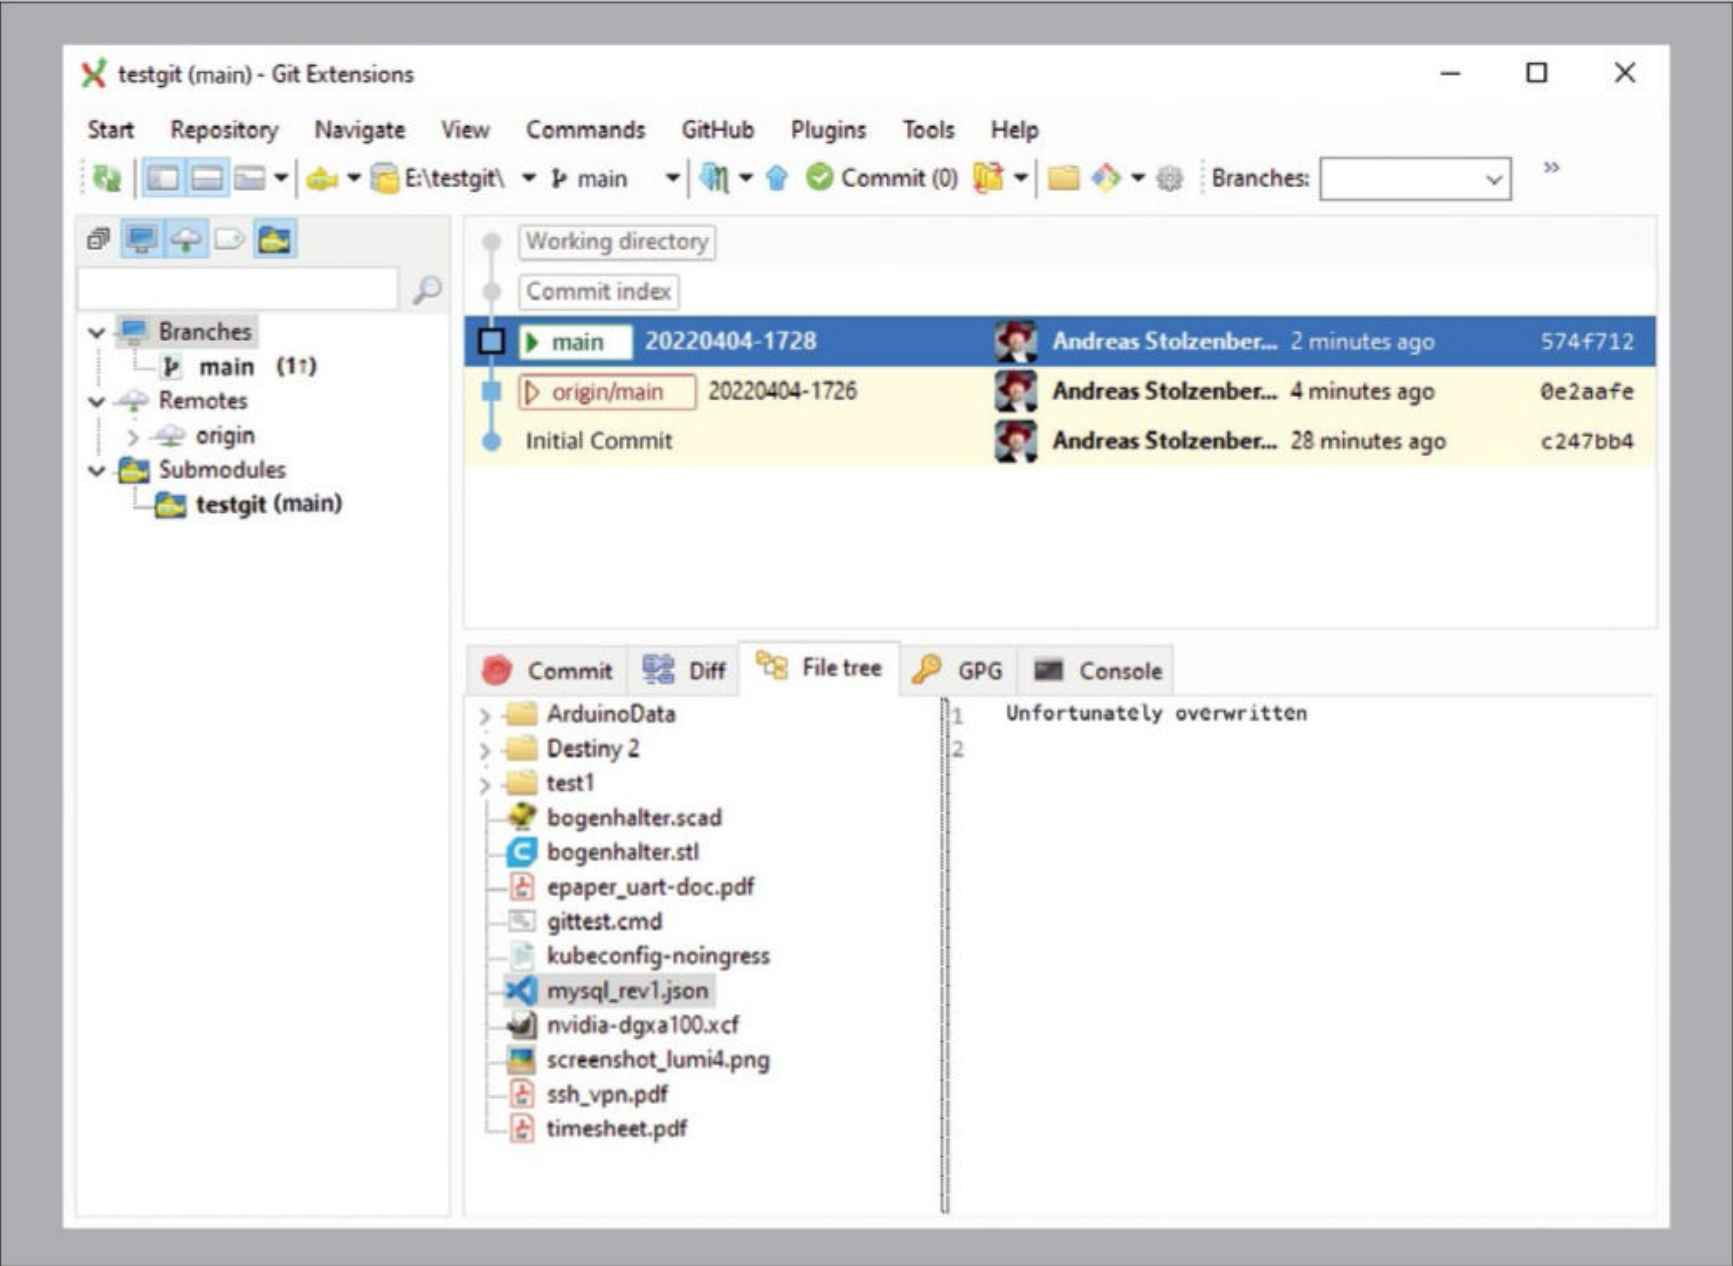 testgit (main) - Git Extensions
Start Repository Navigate View Commands GitHub Plugins Tools Help
E:\testgit\ main Commit (0) Branches:
Working directory
Commit index
main 20220404-1728 Andreas Stolzenber... 2 minutes ago 574f712
origin/main 20220404-1726 Andreas Stolzenber... 4 minutes ago 0e2aafe
Initial Commit Andreas Stolzenber... 28 minutes ago c247bb4
Branches
main (1↑)
Remotes
origin
Submodules
testgit (main)
Commit Diff File tree GPG Console
ArduinoData
Destiny 2
test1
bogenhalter.scad
bogenhalter.stl
epaper_uart-doc.pdf
gittest.cmd
kubeconfig-noingress
mysql_rev1.json
nvidia-dgxa100.xcf
screenshot_lumi4.png
ssh_vpn.pdf
timesheet.pdf
1 Unfortunately overwritten
2